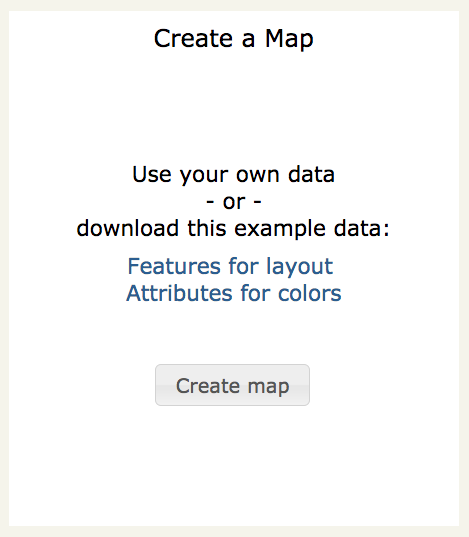 Create a Map
Use your own data
- or -
download this example data:
Features for layout
Attributes for colors
Create map